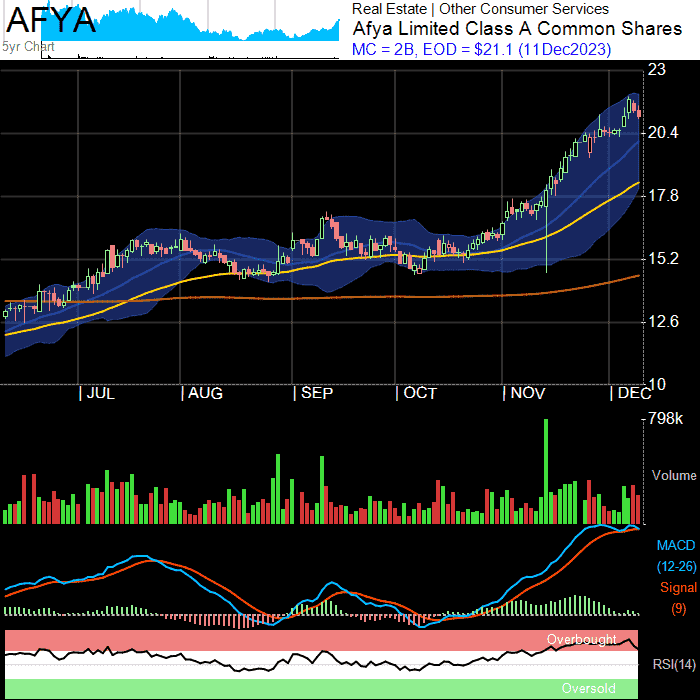 AFYA
5yr Chart
Real Estate | Other Consumer Services
Afya Limited Class A Common Shares
MC = 2B, EOD = $21.1 (11Dec2023)
23
20.4
17.8
15.2
12.6
10
| JUL | AUG | SEP | OCT | NOV | DEC
798k
Volume
MACD
(12-26)
Signal
(9)
Overbought
RSI(14)
Oversold